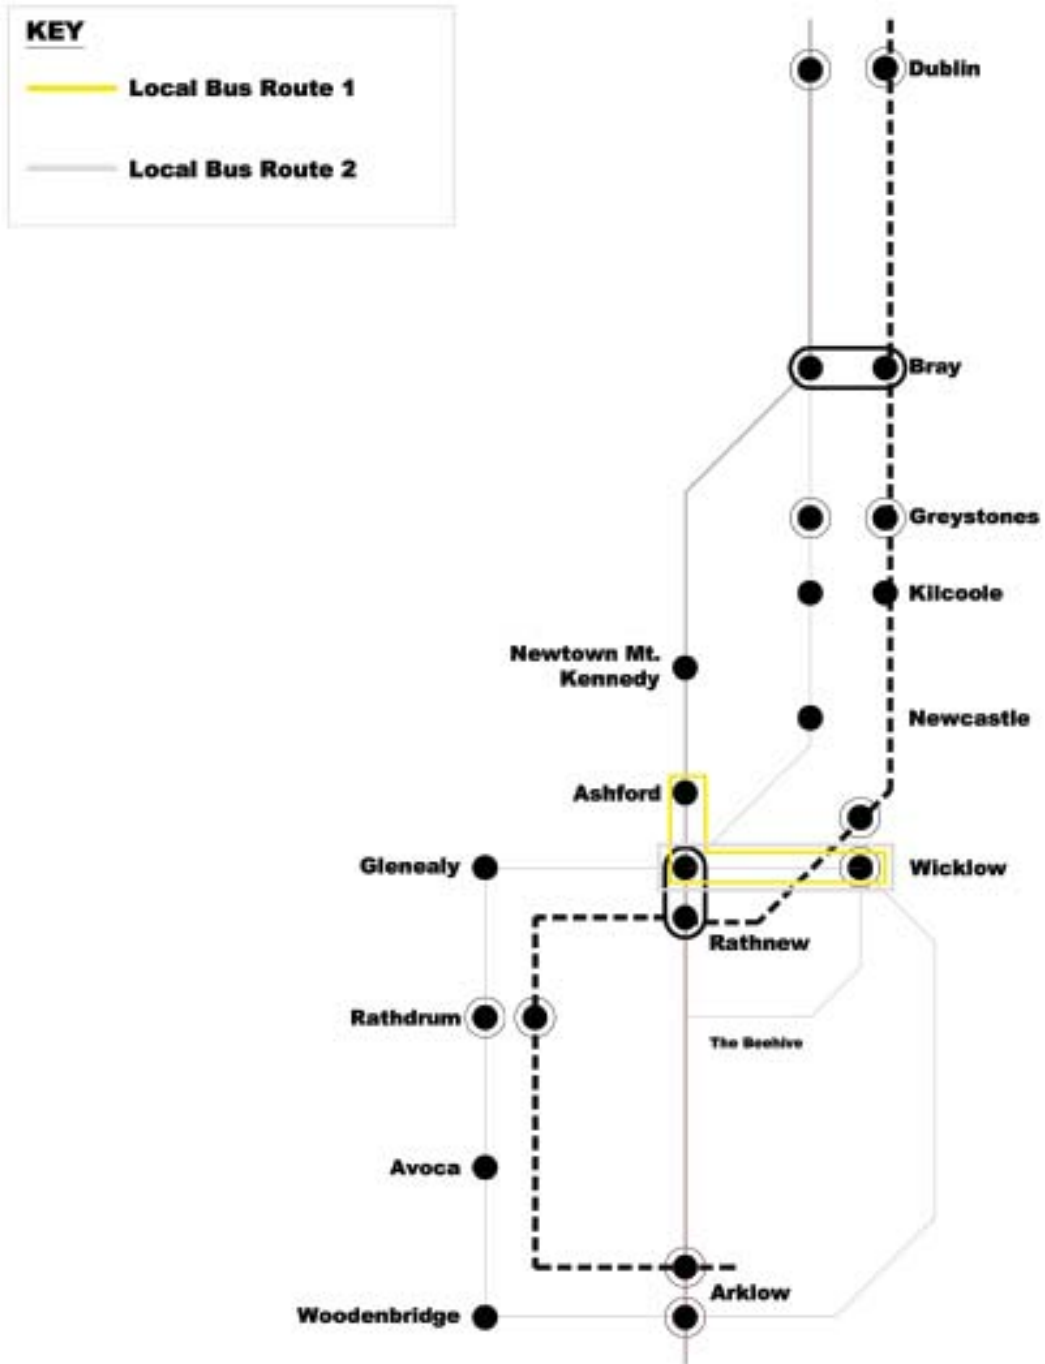 KEY
Local Bus Route 1
Local Bus Route 2
Dublin
Bray
Greystones
Kilcoole
Newtown Mt.
Kennedy
Newcastle
Ashford
Glenealy
Wicklow
Rathnew
Rathdrum
The Beehive
Avoca
Arklow
Woodenbridge